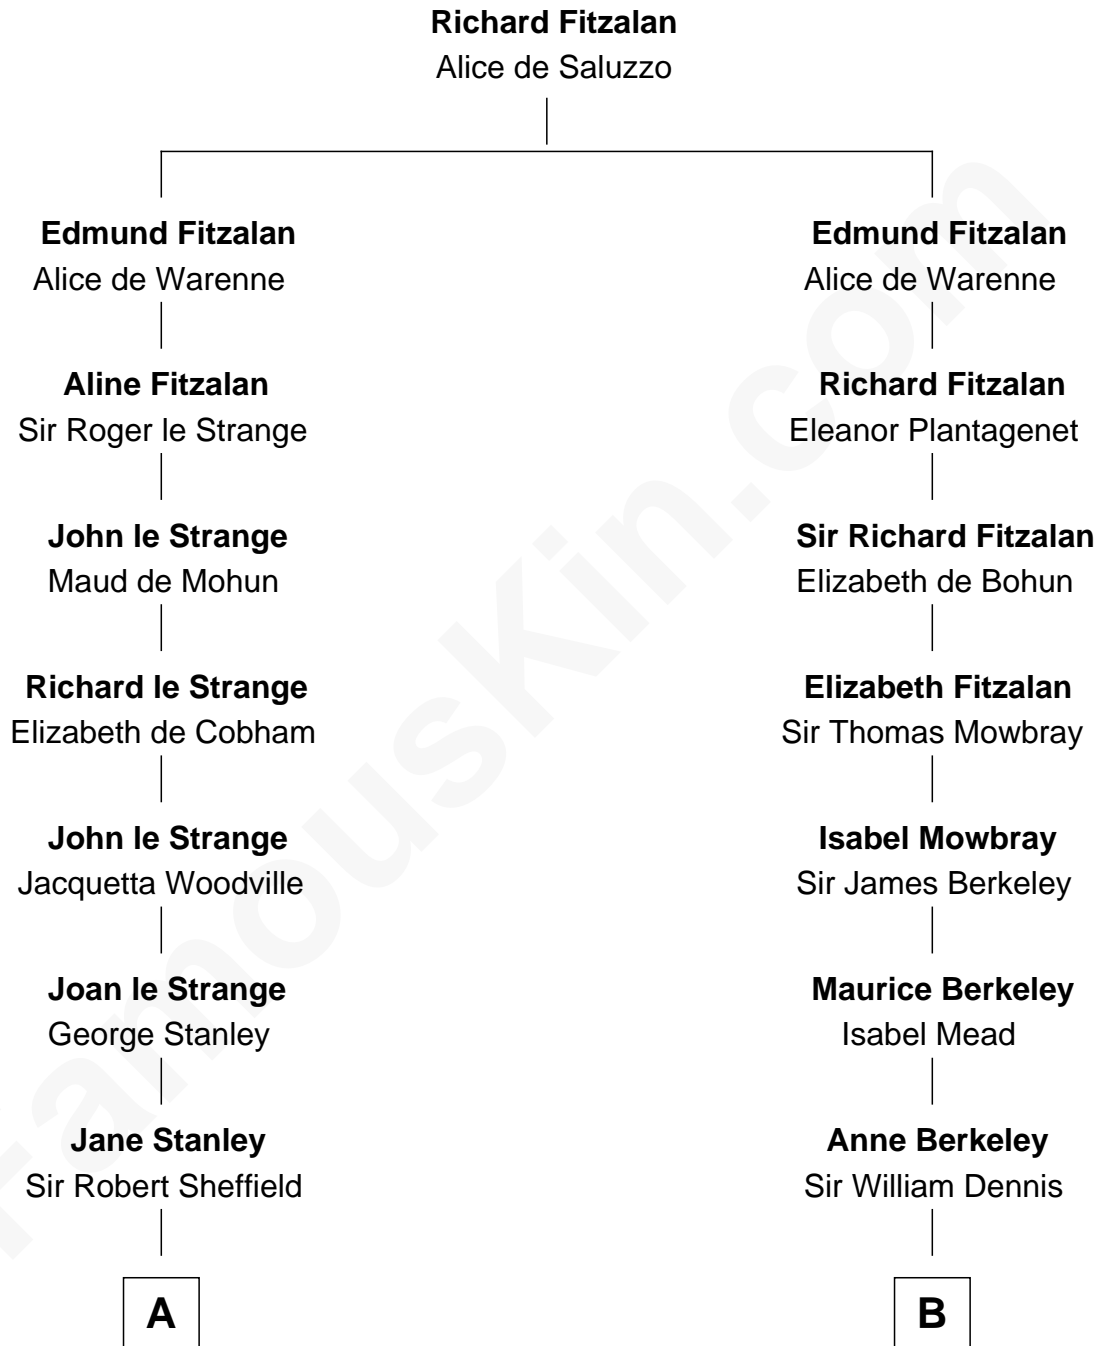 Richard Fitzalan
Alice de Saluzzo
Edmund Fitzalan
Alice de Warenne
Aline Fitzalan
Sir Roger le Strange
John le Strange
Maud de Mohun
Richard le Strange
Elizabeth de Cobham
John le Strange
Jacquetta Woodville
Joan le Strange
George Stanley
Jane Stanley
Sir Robert Sheffield
A
Edmund Fitzalan
Alice de Warenne
Richard Fitzalan
Eleanor Plantagenet
Sir Richard Fitzalan
Elizabeth de Bohun
Elizabeth Fitzalan
Sir Thomas Mowbray
Isabel Mowbray
Sir James Berkeley
Maurice Berkeley
Isabel Mead
Anne Berkeley
Sir William Dennis
B
FamousKin.com